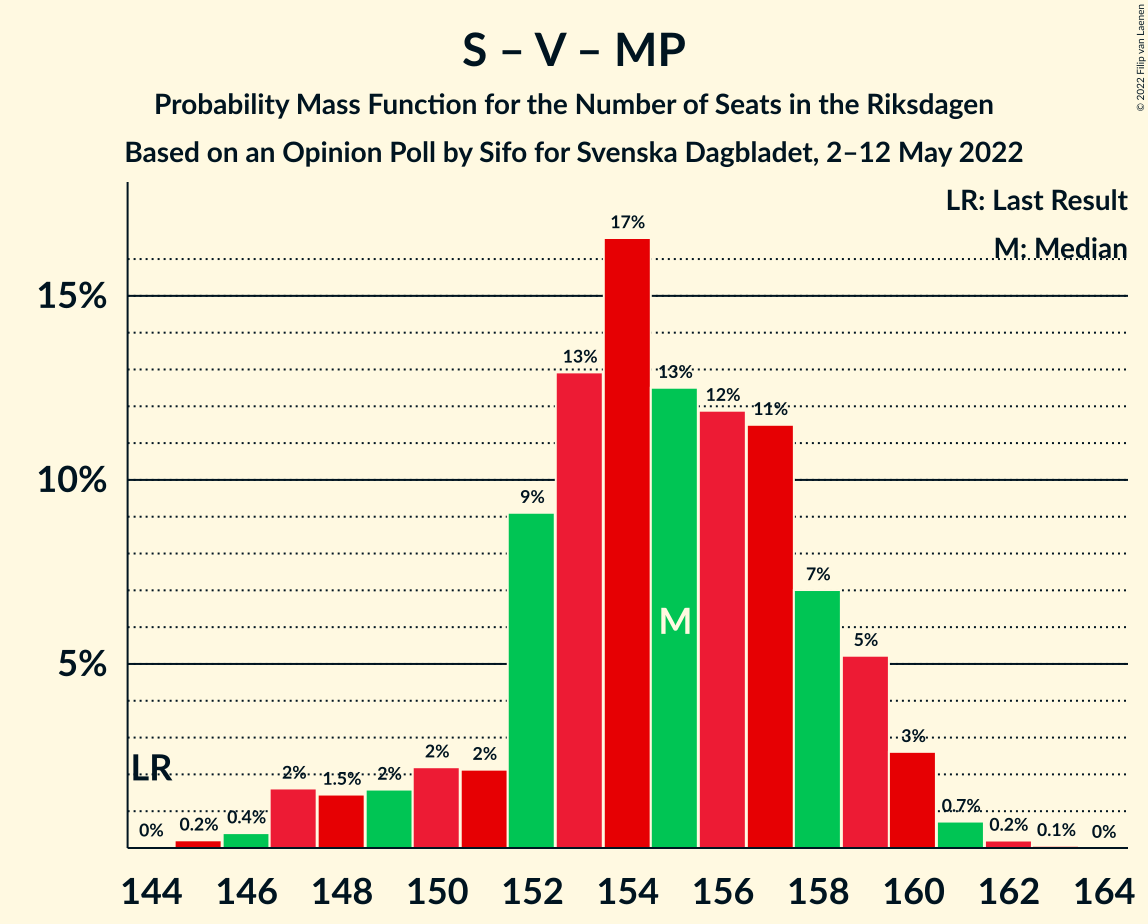 S – V – MP
Probability Mass Function for the Number of Seats in the Riksdagen
Based on an Opinion Poll by Sifo for Svenska Dagbladet, 2–12 May 2022
© 2022 Filip van Laenen
LR: Last Result
M: Median
15%
10%
5%
LR
0%
0.2%
0.4%
2%
1.5%
2%
2%
2%
9%
13%
17%
13%
M
12%
11%
7%
5%
3%
0.7%
0.2%
0.1%
0%
144 146 148 150 152 154 156 158 160 162 164